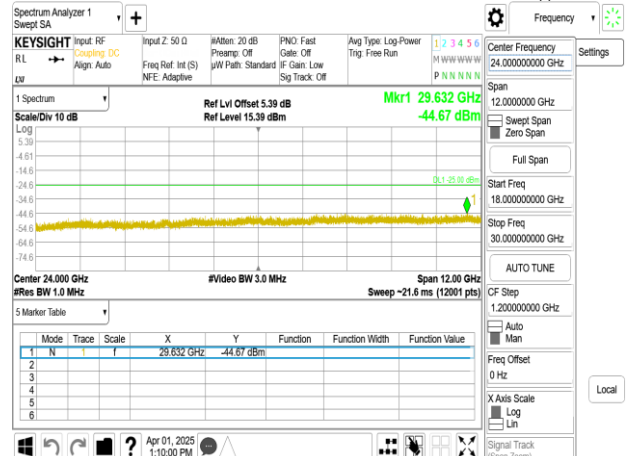 Spectrum Analyzer 1
Swept SA
Frequency
KEYSIGHT
RL
Input: RF
Coupling: DC
Align: Auto
Input Z: 50 Ω
Freq Ref: Int (S)
NFE: Adaptive
#Atten: 20 dB
Preamp: Off
µW Path: Standard
PNO: Fast
Gate: Off
IF Gain: Low
Sig Track: Off
Avg Type: Log-Power
Trig: Free Run
1 2 3 4 5 6
M W W W W W
P N N N N N
Center Frequency
24.000000000 GHz
Settings
Span
12.0000000 GHz
Swept Span
Zero Span
Full Span
Start Freq
18.000000000 GHz
Stop Freq
30.000000000 GHz
AUTO TUNE
CF Step
1.200000000 GHz
Auto
Man
Freq Offset
0 Hz
X Axis Scale
Log
Lin
Local
Signal Track
(Span Zoom)
1 Spectrum
Scale/Div 10 dB
Ref Lvl Offset 5.39 dB
Ref Level 15.39 dBm
Mkr1 29.632 GHz
-44.67 dBm
Log
5.39
-4.61
-14.6
-24.6
-34.6
-44.6
-54.6
-64.6
-74.6
DL1 -25.00 dBm
1
Center 24.000 GHz
#Video BW 3.0 MHz
Span 12.00 GHz
#Res BW 1.0 MHz
Sweep ~21.6 ms (12001 pts)
5 Marker Table
Mode Trace Scale X Y Function Function Width Function Value
1 N 1 f 29.632 GHz -44.67 dBm
2
3
4
5
6
Apr 01, 2025
1:10:00 PM